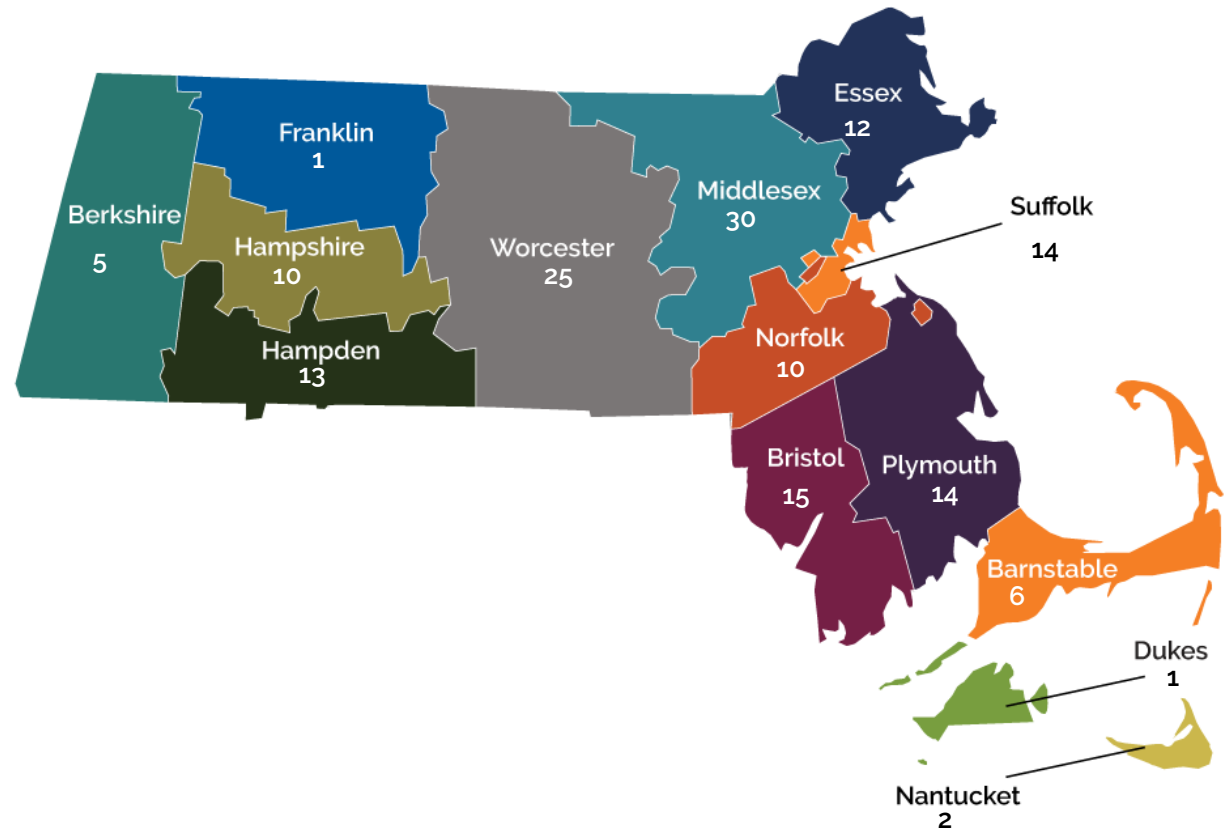 Essex
12
Franklin
1
Middlesex
30
Berkshire
5
Suffolk
14
Hampshire
10
Worcester
25
Norfolk
10
Hampden
13
Bristol
15
Plymouth
14
Barnstable
6
Dukes
1
Nantucket
2